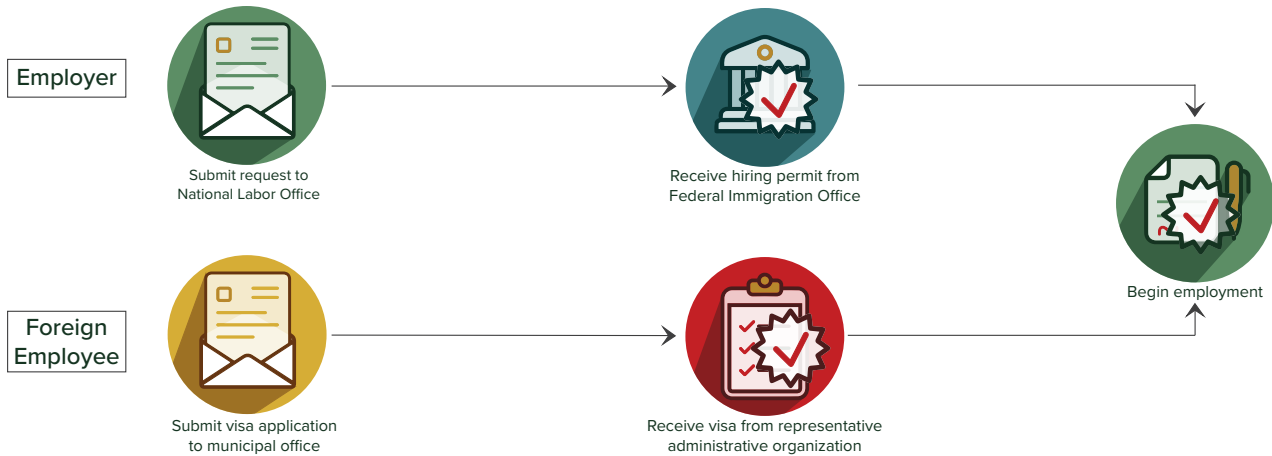 Employer
Submit request to
National Labor Office
Receive hiring permit from
Federal Immigration Office
Begin employment
Foreign
Employee
Submit visa application
to municipal office
Receive visa from representative
administrative organization